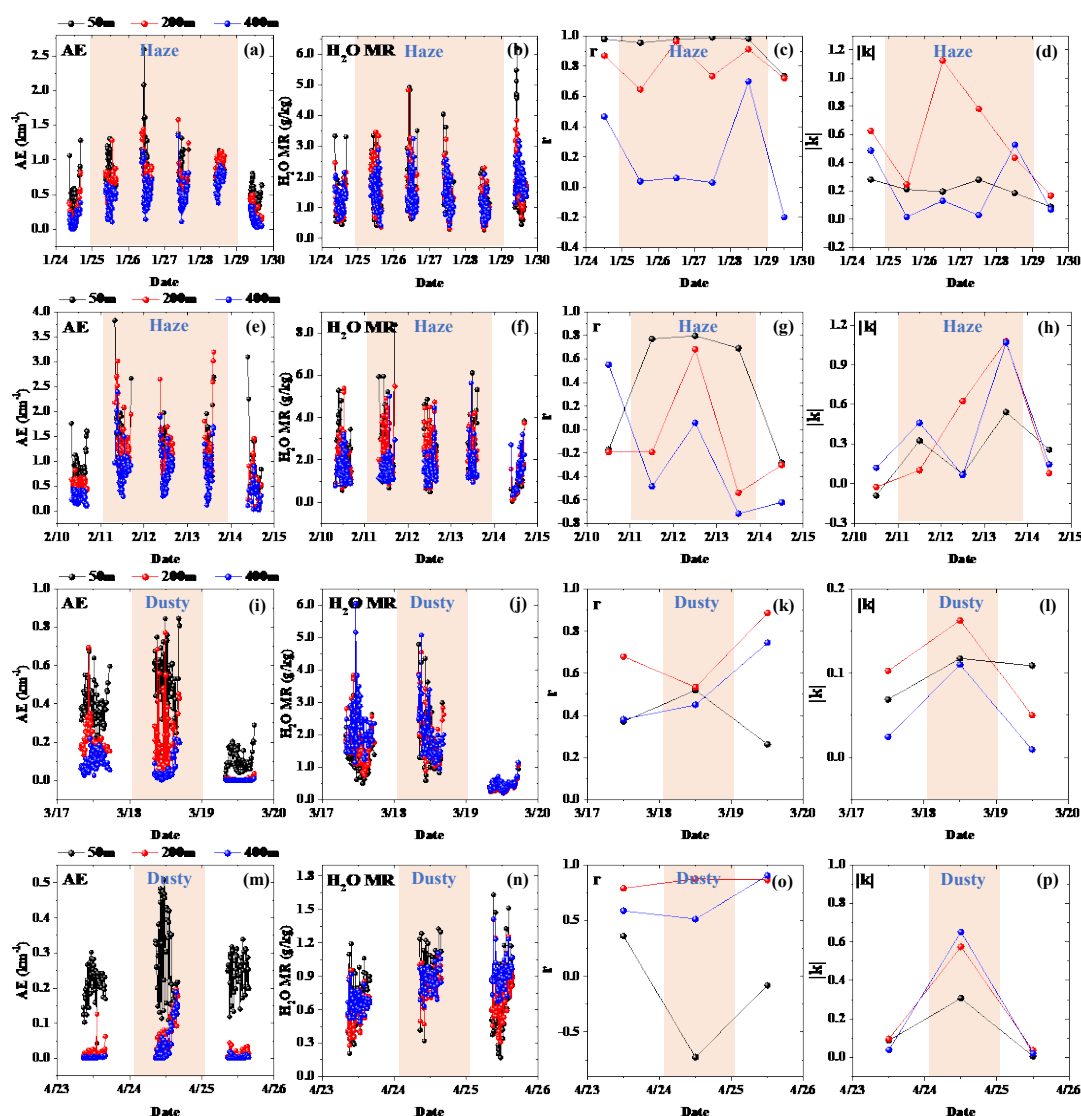 50m 200m 400m
AE Haze (a)
AE (km⁻¹)
0.0 0.5 1.0 1.5 2.0 2.5
1/24 1/25 1/26 1/27 1/28 1/29 1/30
Date
H₂O MR Haze (b)
H₂O MR (g/kg)
0.0 1.0 2.0 3.0 4.0 5.0 6.0
1/24 1/25 1/26 1/27 1/28 1/29 1/30
Date
r Haze (c)
r
-0.4 -0.2 0.0 0.2 0.4 0.6 0.8 1.0
1/24 1/25 1/26 1/27 1/28 1/29 1/30
Date
|k| Haze (d)
|k|
-0.2 0.0 0.2 0.4 0.6 0.8 1.0 1.2
1/24 1/25 1/26 1/27 1/28 1/29 1/30
Date
50m 200m 400m
AE Haze (e)
AE (km⁻¹)
0.0 0.5 1.0 1.5 2.0 2.5 3.0 3.5 4.0
2/10 2/11 2/12 2/13 2/14 2/15
Date
H₂O MR Haze (f)
H₂O MR (g/kg)
0.0 2.0 4.0 6.0 8.0
2/10 2/11 2/12 2/13 2/14 2/15
Date
r Haze (g)
r
-0.8 -0.6 -0.4 -0.2 0.0 0.2 0.4 0.6 0.8 1.0
2/10 2/11 2/12 2/13 2/14 2/15
Date
|k| Haze (h)
|k|
-0.3 0.0 0.3 0.6 0.9 1.2
2/10 2/11 2/12 2/13 2/14 2/15
Date
50m 200m 400m
AE Dusty (i)
AE (km⁻¹)
0.0 0.2 0.4 0.6 0.8 1.0
3/17 3/18 3/19 3/20
Date
H₂O MR Dusty (j)
H₂O MR (g/kg)
0.0 1.0 2.0 3.0 4.0 5.0 6.0
3/17 3/18 3/19 3/20
Date
r Dusty (k)
r
0.0 0.2 0.4 0.6 0.8 1.0
3/17 3/18 3/19 3/20
Date
|k| Dusty (l)
|k|
0.0 0.1 0.2
3/17 3/18 3/19 3/20
Date
50m 200m 400m
AE Dusty (m)
AE (km⁻¹)
0.0 0.1 0.2 0.3 0.4 0.5
4/23 4/24 4/25 4/26
Date
H₂O MR Dusty (n)
H₂O MR (g/kg)
0.0 0.3 0.6 0.9 1.2 1.5 1.8
4/23 4/24 4/25 4/26
Date
r Dusty (o)
r
-0.5 0.0 0.5 1.0
4/23 4/24 4/25 4/26
Date
|k| Dusty (p)
|k|
0.0 0.2 0.4 0.6 0.8 1.0
4/23 4/24 4/25 4/26
Date